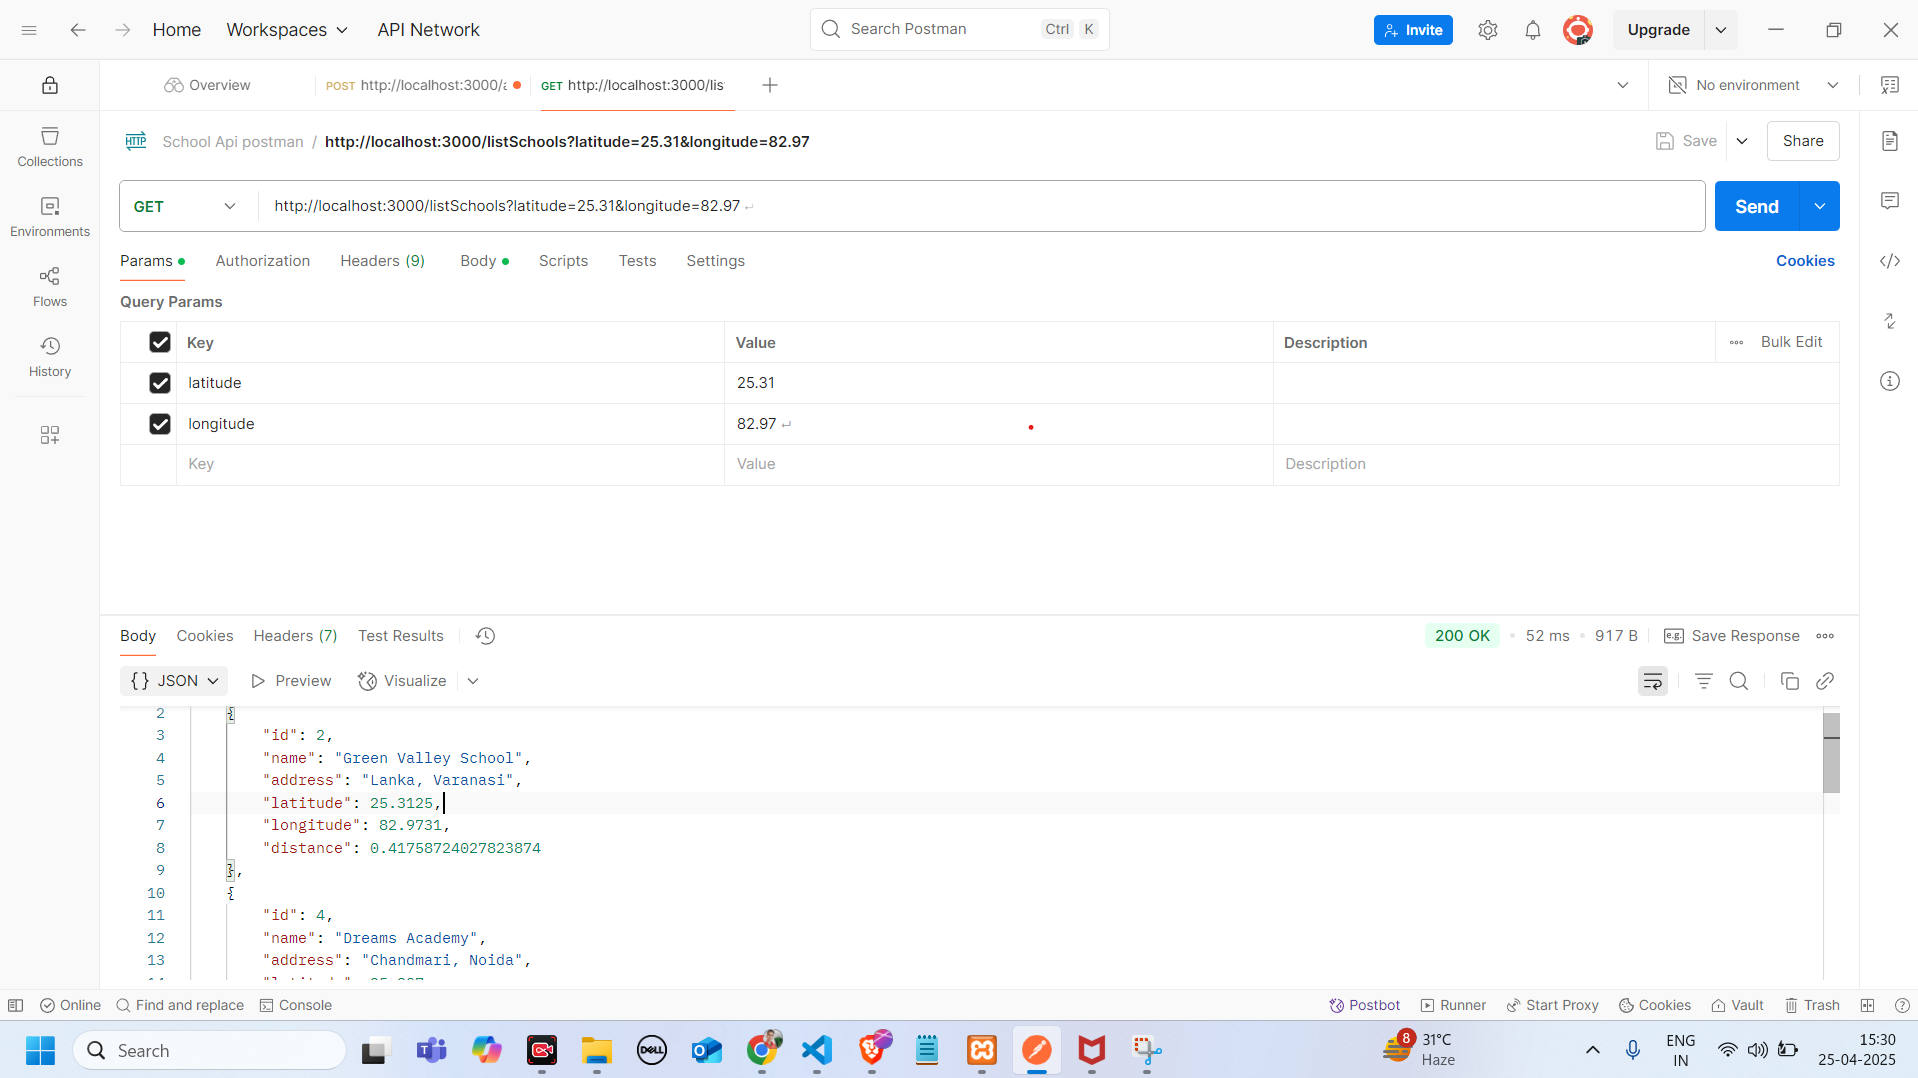 Home Workspaces API Network Search Postman Ctrl K Invite Upgrade
Overview POST http://localhost:3000/a GET http://localhost:3000/lis No environment
HTTP School Api postman / http://localhost:3000/listSchools?latitude=25.31&longitude=82.97 Save Share
GET http://localhost:3000/listSchools?latitude=25.31&longitude=82.97 Send
Collections
Environments
Flows
History
Params Authorization Headers (9) Body Scripts Tests Settings Cookies
Query Params
Key Value Description Bulk Edit
latitude 25.31
longitude 82.97
Key Value Description
Body Cookies Headers (7) Test Results 200 OK 52 ms 917 B e.g. Save Response
{} JSON Preview Visualize
2 {
3 "id": 2,
4 "name": "Green Valley School",
5 "address": "Lanka, Varanasi",
6 "latitude": 25.3125,
7 "longitude": 82.9731,
8 "distance": 0.41758724027823874
9 },
10 {
11 "id": 4,
12 "name": "Dreams Academy",
13 "address": "Chandmari, Noida",
Online Find and replace Console Postbot Runner Start Proxy Cookies Vault Trash
Search DELL 8 31°C ENG 15:30
Haze IN 25-04-2025